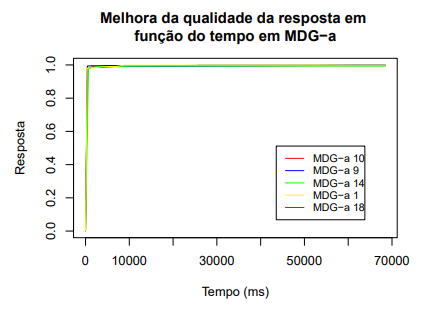 Melhora da qualidade da resposta em
função do tempo em MDG−a
Resposta
1.0
0.8
0.6
0.4
0.2
0.0
MDG−a 10
MDG−a 9
MDG−a 14
MDG−a 1
MDG−a 18
0 10000 30000 50000 70000
Tempo (ms)